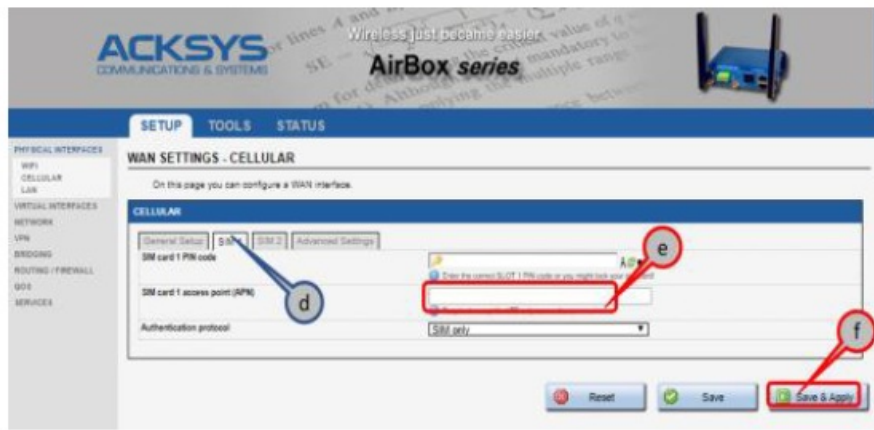 ACKSYS
COMMUNICATIONS & SYSTEMS
Wireless just became easier
AirBox series
SETUP TOOLS STATUS
PHYSICAL INTERFACES
WIFI
CELLULAR
LAN
VIRTUAL INTERFACES
NETWORK
VPN
BRIDGING
ROUTING / FIREWALL
QOS
SERVICES
WAN SETTINGS - CELLULAR
On this page you can configure a WAN interface.
CELLULAR
General Setup SIM 2 Advanced Settings
SIM card 1 PIN code
Enter the correct SLOT 1 PIN code or you might lock your
SIM card 1 access point (APN)
Authentication protocol
SIM only
d
e
f
Reset Save Save & Apply